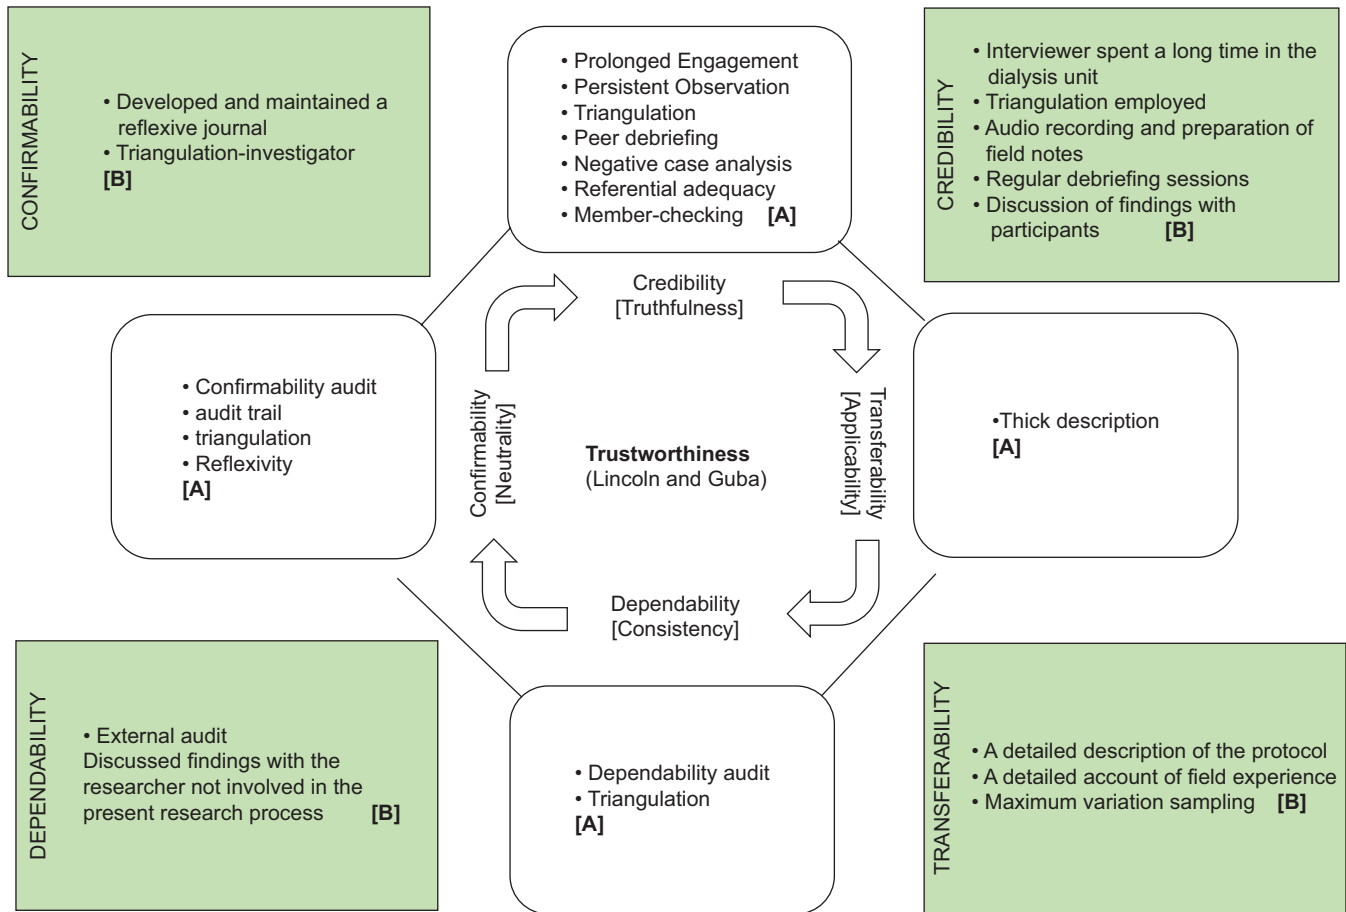 CONFIRMABILITY
• Developed and maintained a
reflexive journal
• Triangulation-investigator
[B]
• Prolonged Engagement
• Persistent Observation
• Triangulation
• Peer debriefing
• Negative case analysis
• Referential adequacy
• Member-checking [A]
CREDIBILITY
• Interviewer spent a long time in the
dialysis unit
• Triangulation employed
• Audio recording and preparation of
field notes
• Regular debriefing sessions
• Discussion of findings with
participants [B]
• Confirmability audit
• audit trail
• triangulation
• Reflexivity
[A]
Credibility
[Truthfulness]
Confirmability
[Neutrality]
Trustworthiness
(Lincoln and Guba)
Transferability
[Applicability]
•Thick description
[A]
Dependability
[Consistency]
DEPENDABILITY
• External audit
Discussed findings with the
researcher not involved in the
present research process [B]
• Dependability audit
• Triangulation
[A]
TRANSFERABILITY
• A detailed description of the protocol
• A detailed account of field experience
• Maximum variation sampling [B]